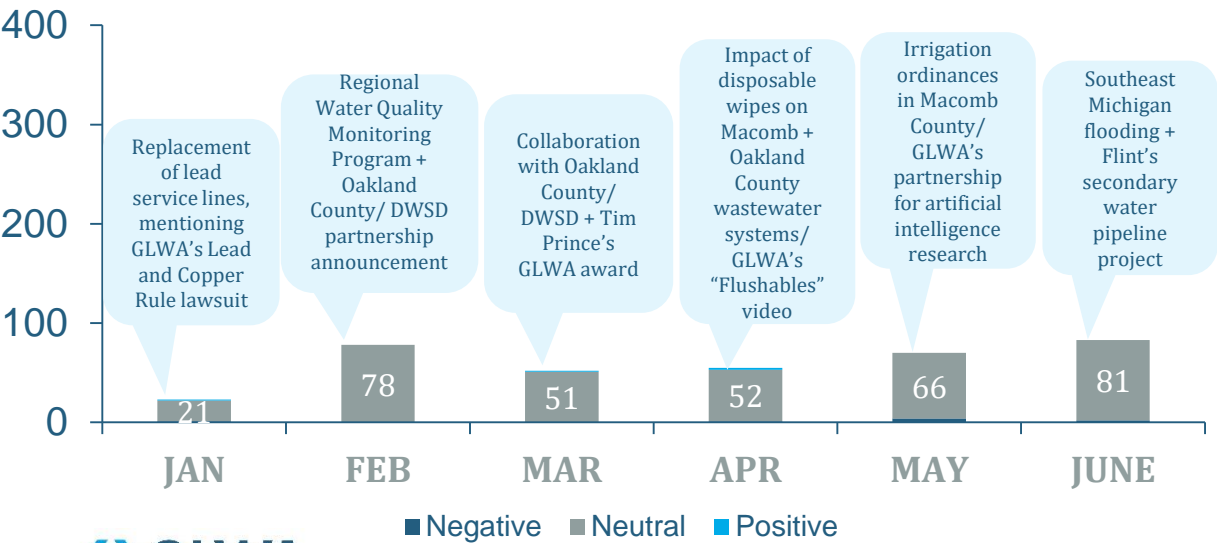 400
300
200
100
0
Replacement
of lead
service lines,
mentioning
GLWA's Lead
and Copper
Rule lawsuit
Regional
Water Quality
Monitoring
Program +
Oakland
County/ DWSD
partnership
announcement
Collaboration
with Oakland
County/
DWSD + Tim
Prince's
GLWA award
Impact of
disposable
wipes on
Macomb +
Oakland
County
wastewater
systems/
GLWA's
“Flushables”
video
Irrigation
ordinances
in Macomb
County/
GLWA's
partnership
for artificial
intelligence
research
Southeast
Michigan
flooding +
Flint's
secondary
water
pipeline
project
21
78
51
52
66
81
JAN
FEB
MAR
APR
MAY
JUNE
Negative
Neutral
Positive